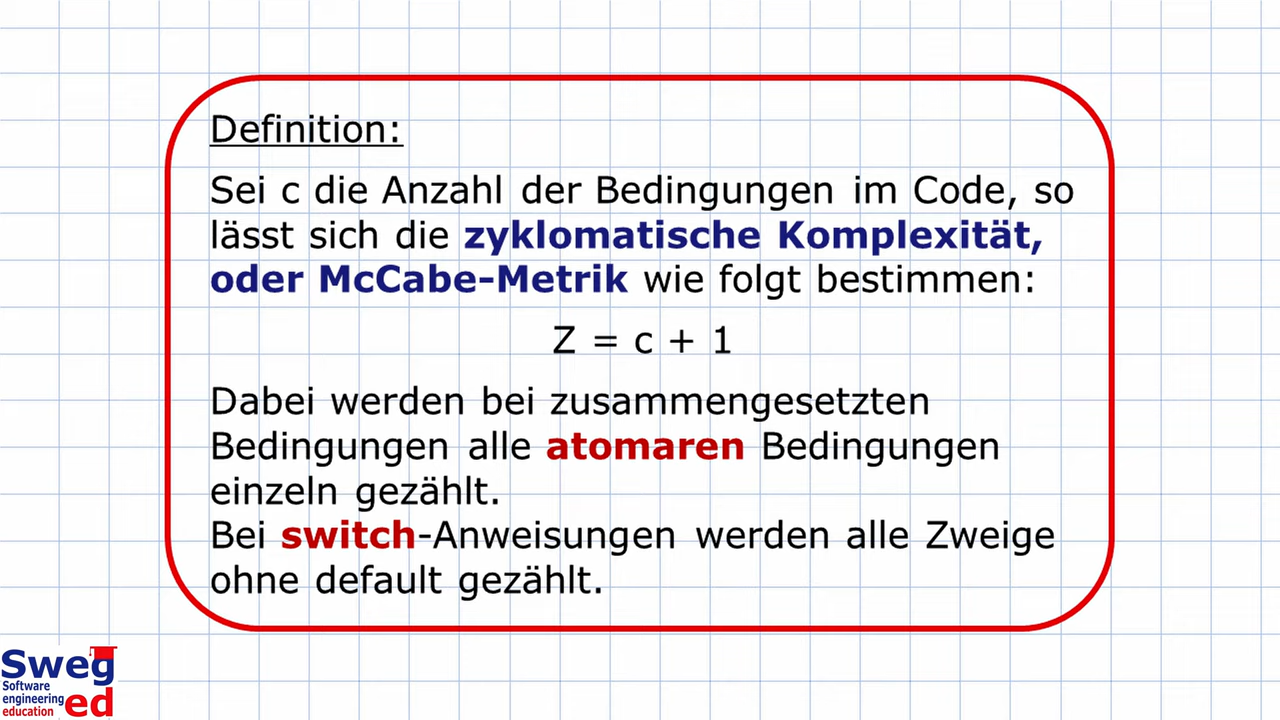 Definition:
Sei c die Anzahl der Bedingungen im Code, so
lässt sich die zyklomatische Komplexität,
oder McCabe-Metrik wie folgt bestimmen:
Z = c + 1
Dabei werden bei zusammengesetzten
Bedingungen alle atomaren Bedingungen
einzeln gezählt.
Bei switch-Anweisungen werden alle Zweige
ohne default gezählt.
Sweg
Software
engineering
education ed